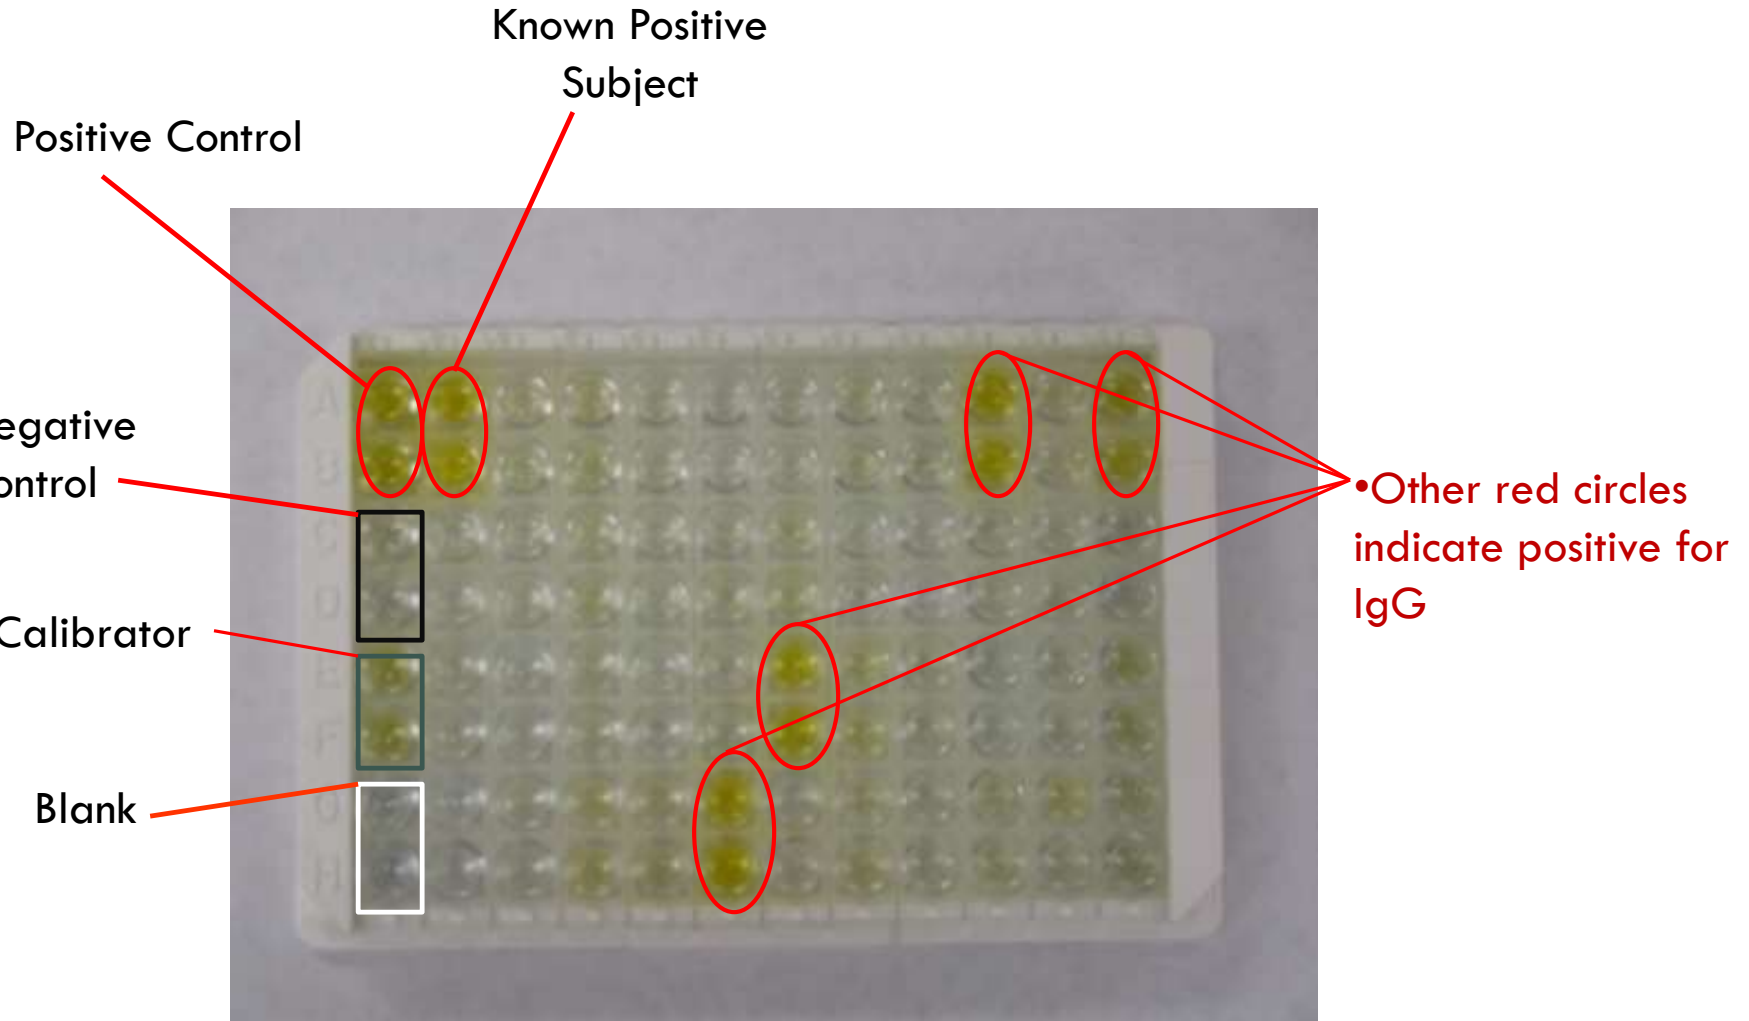 Known Positive
Subject
Positive Control
egative
ontrol
Calibrator
Blank
•Other red circles
indicate positive for
IgG
A
B
C
D
E
F
G
H